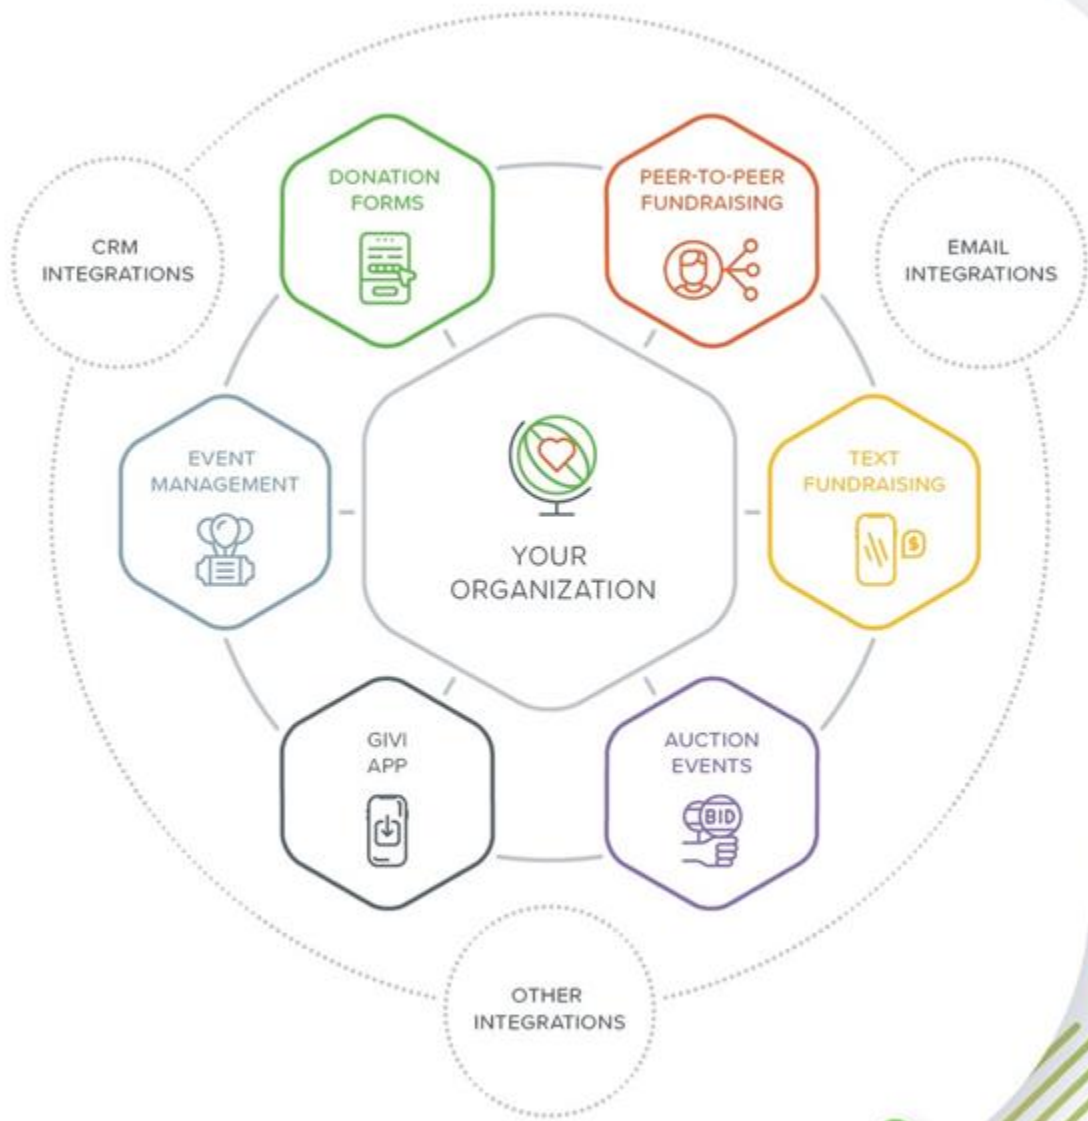 DONATION
FORMS
PEER-TO-PEER
FUNDRAISING
CRM
INTEGRATIONS
EMAIL
INTEGRATIONS
EVENT
MANAGEMENT
TEXT
FUNDRAISING
$
YOUR
ORGANIZATION
GIVI
APP
AUCTION
EVENTS
BID
OTHER
INTEGRATIONS